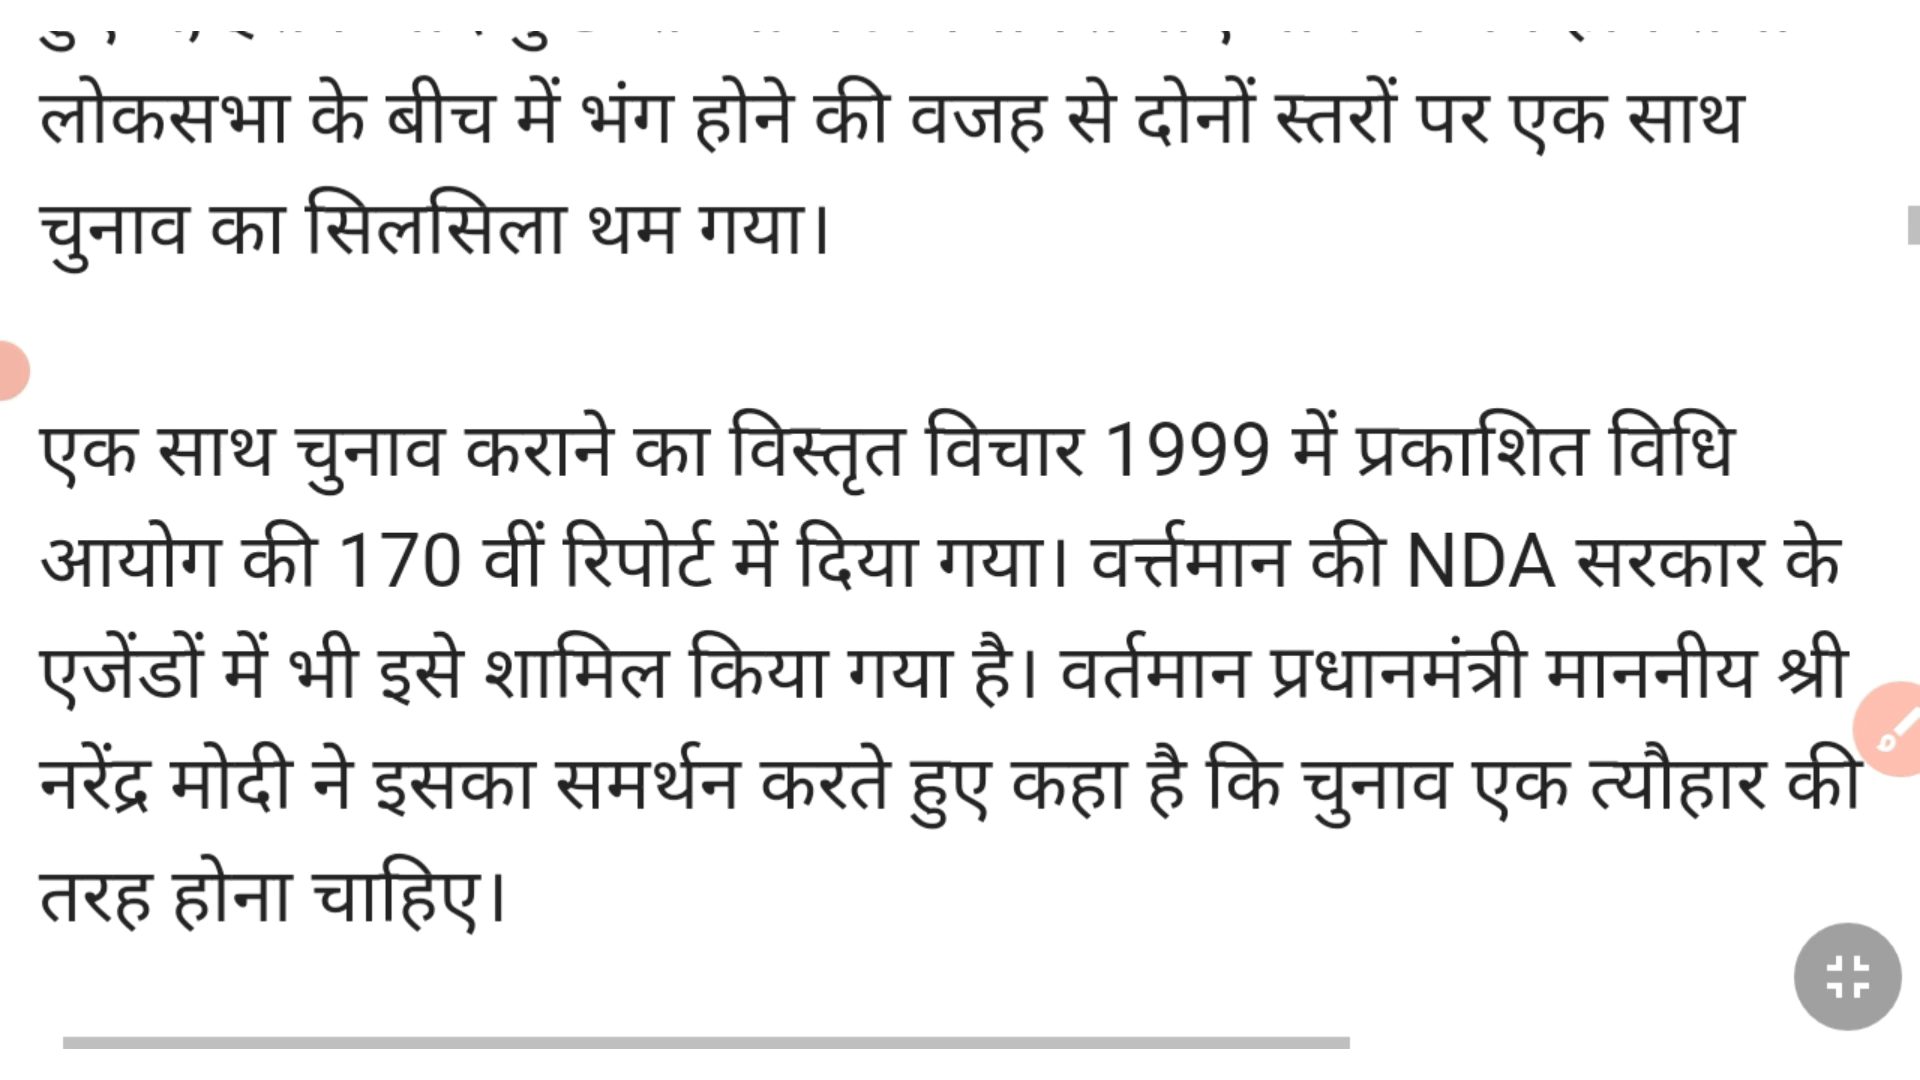 लोकसभा के बीच में भंग होने की वजह से दोनों स्तरों पर एक साथ
चुनाव का सिलसिला थम गया।
एक साथ चुनाव कराने का विस्तृत विचार 1999 में प्रकाशित विधि
आयोग की 170 वीं रिपोर्ट में दिया गया। वर्त्तमान की NDA सरकार के
एजेंडों में भी इसे शामिल किया गया है। वर्तमान प्रधानमंत्री माननीय श्री
नरेंद्र मोदी ने इसका समर्थन करते हुए कहा है कि चुनाव एक त्यौहार की
तरह होना चाहिए।